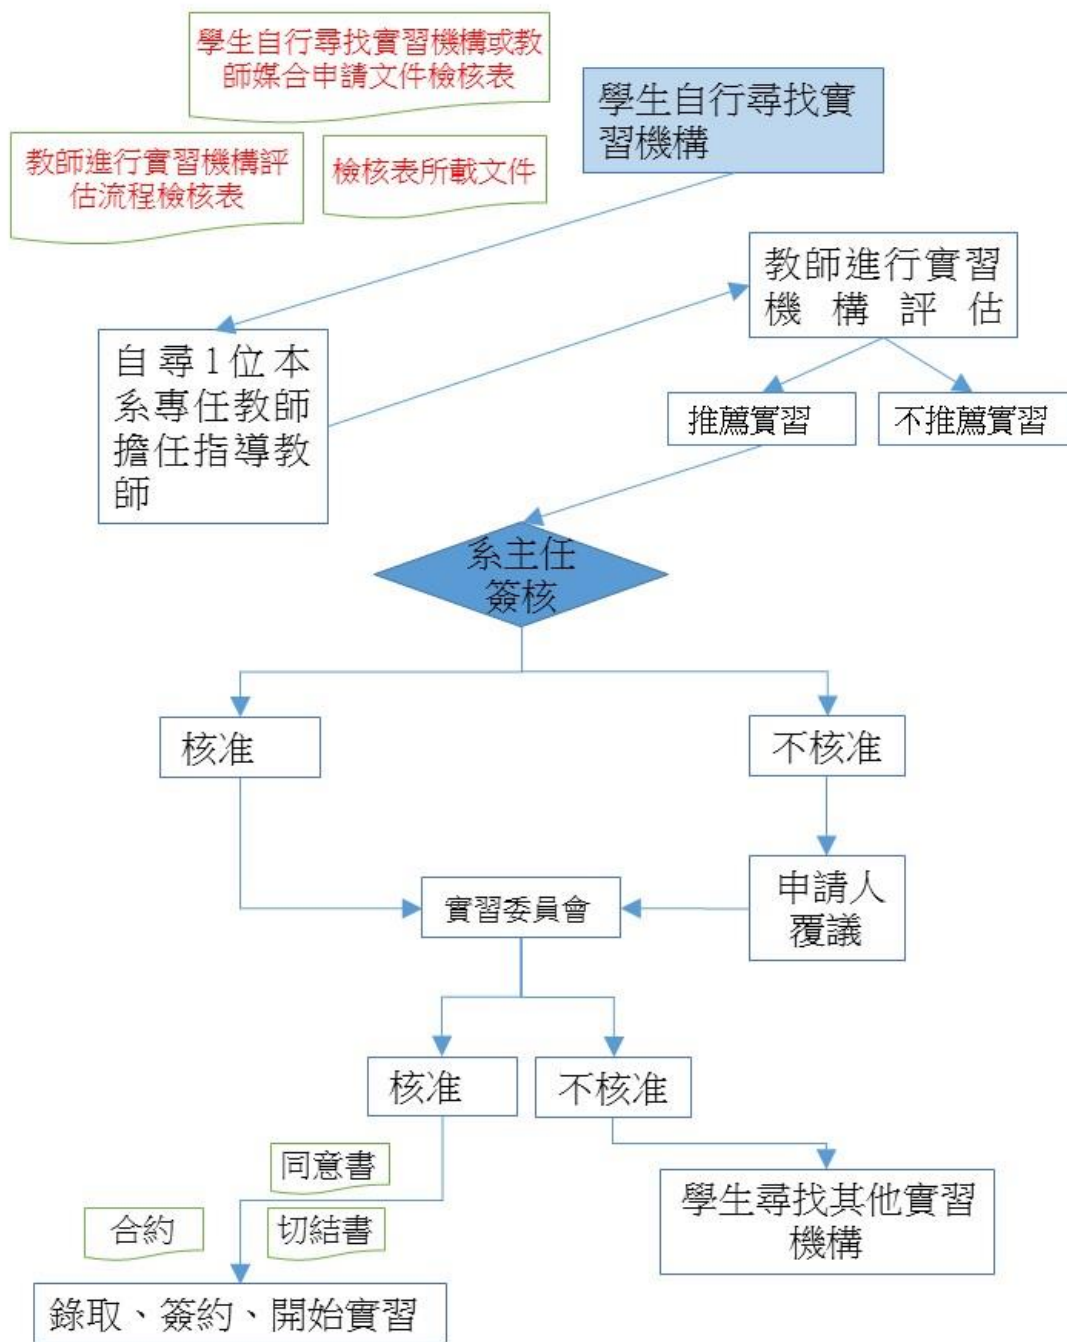 學生自行尋找實習機構或教
師媒合申請文件檢核表
學生自行尋找實
習機構
教師進行實習機構評
估流程檢核表
檢核表所載文件
教師進行實習
機構評估
自尋1位本
系專任教師
擔任指導教
師
推薦實習
不推薦實習
系主任
簽核
核准
不核准
申請人
覆議
實習委員會
核准
不核准
同意書
合約
切結書
學生尋找其他實習
機構
錄取、簽約、開始實習